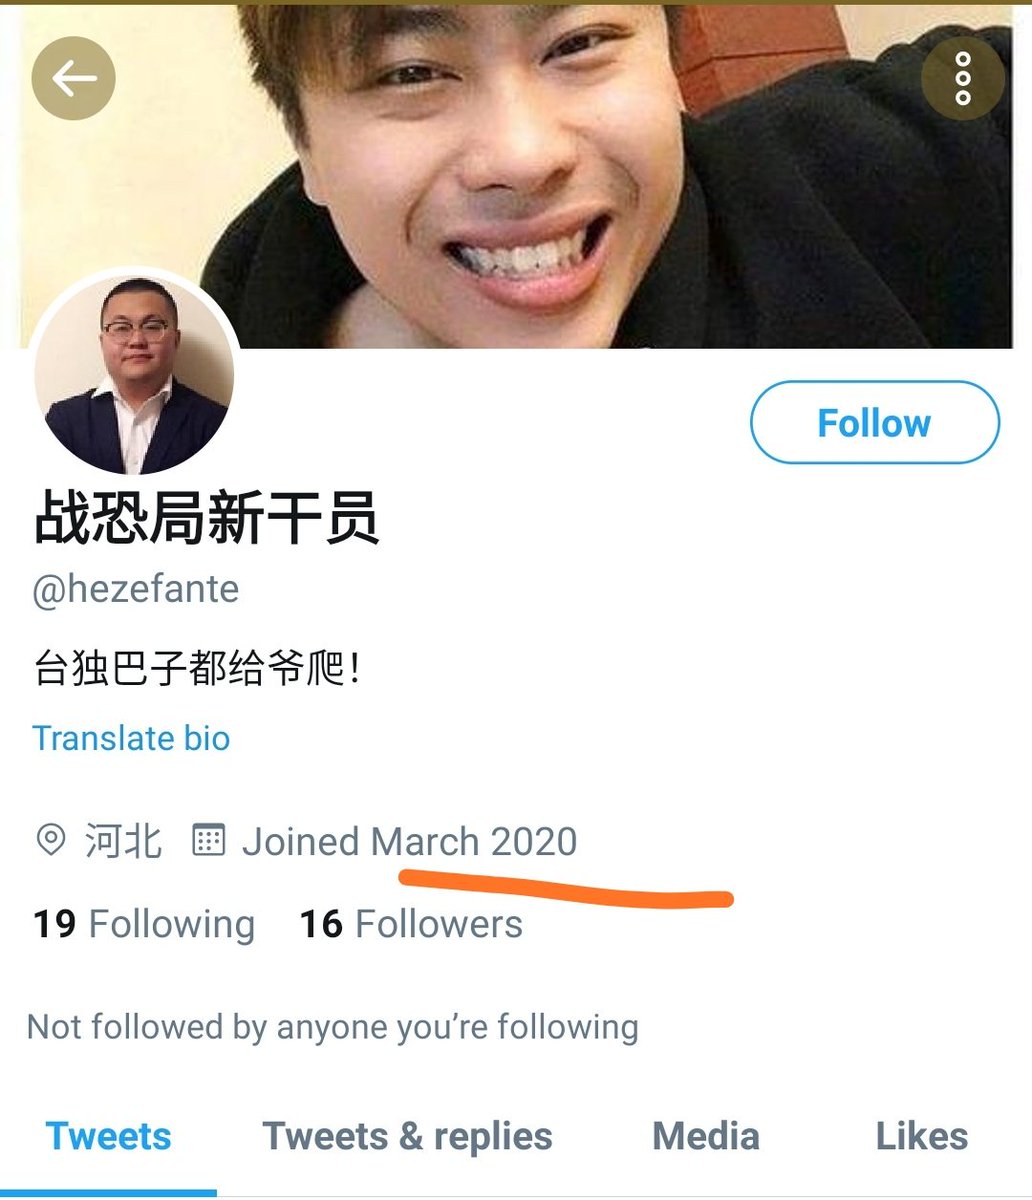 Follow
战恐局新干员
@hezefante
台独巴子都给爷爬！
Translate bio
河北 Joined March 2020
19 Following 16 Followers
Not followed by anyone you’re following
Tweets Tweets & replies Media Likes